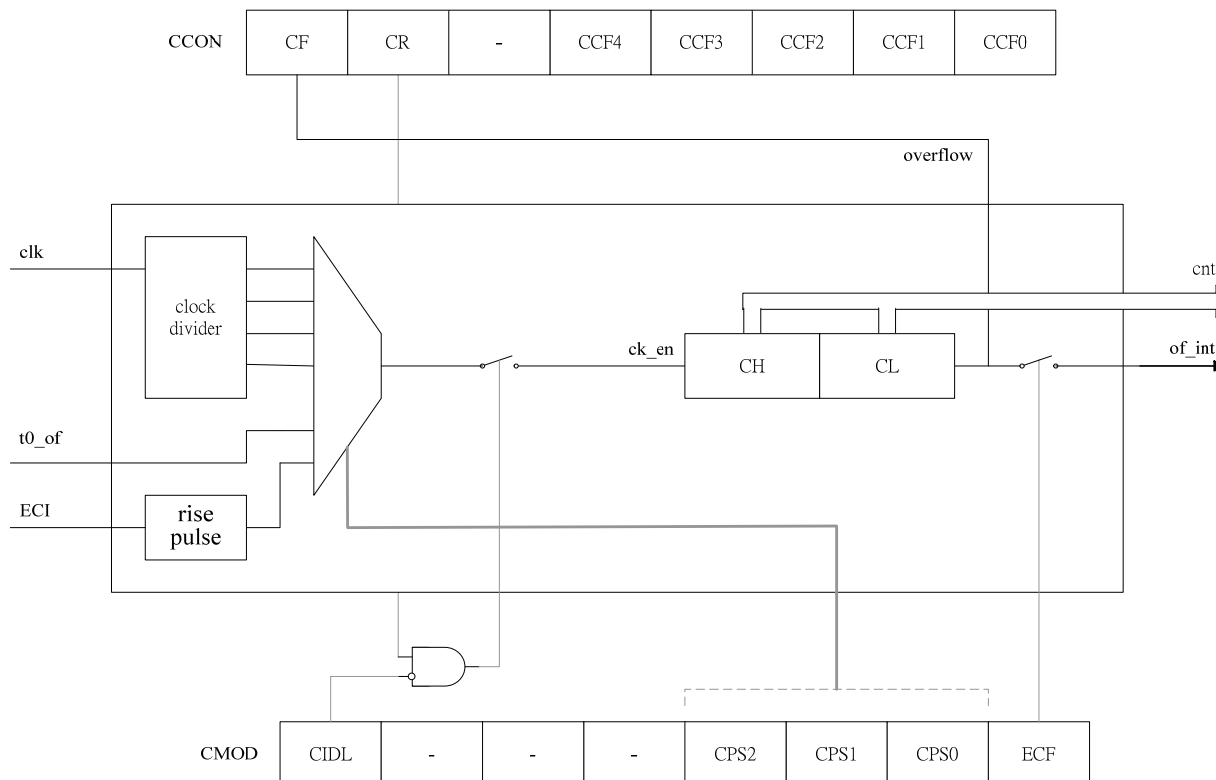 CCON CF CR - CCF4 CCF3 CCF2 CCF1 CCF0
overflow
clk
cnt
clock
divider
ck_en
CH CL
of_int
t0_of
ECI
rise
pulse
CMOD CIDL - - - CPS2 CPS1 CPS0 ECF